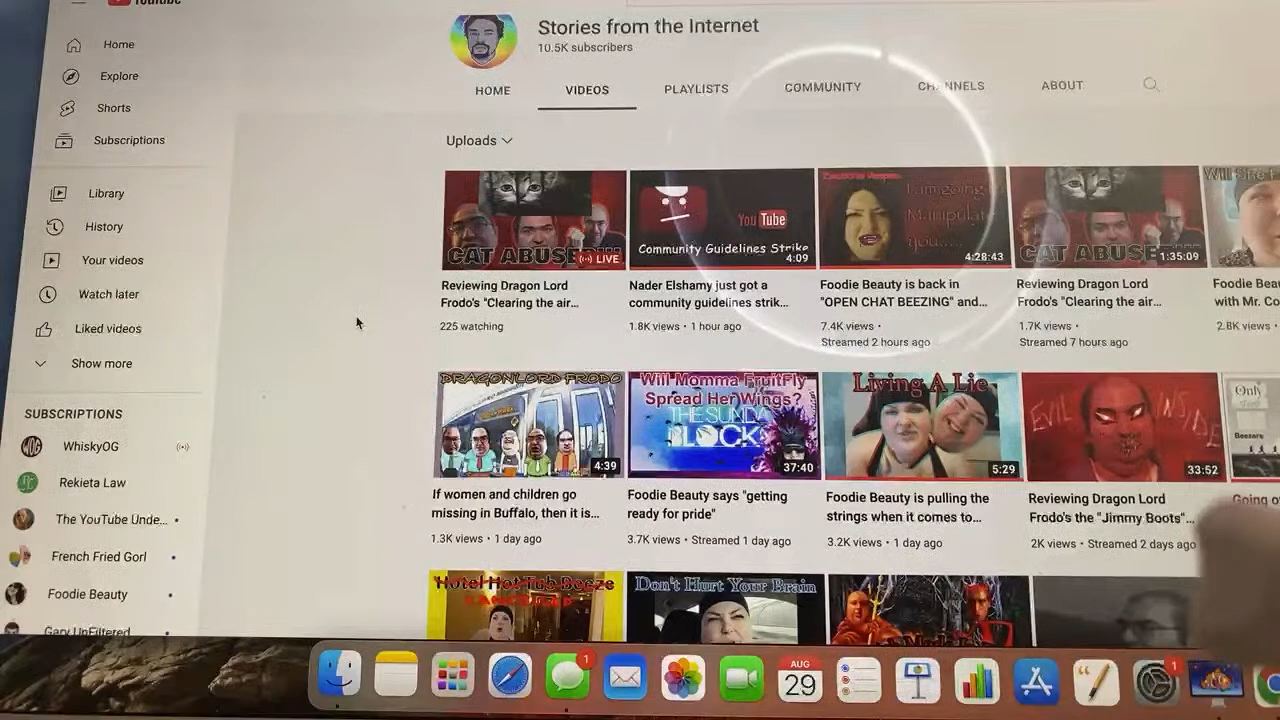 YouTube
Stories from the Internet
10.5K subscribers
HOME VIDEOS PLAYLISTS COMMUNITY CHANNELS ABOUT
Home
Explore
Shorts
Subscriptions
Library
History
Your videos
Watch later
Liked videos
Show more
SUBSCRIPTIONS
WhiskyOG
Rekieta Law
The YouTube Unde...
French Fried Gorl
Foodie Beauty
Gary UnFiltered
Uploads
CAT ABUSE
LIVE
Reviewing Dragon Lord
Frodo's "Clearing the air...
225 watching
YouTube
Community Guidelines Strike
4:09
Nader Elshamy just got a
community guidelines strik...
1.8K views • 1 hour ago
I am going
Manipulate
you.....
4:28:43
Foodie Beauty is back in
"OPEN CHAT BEEZING" and...
7.4K views •
Streamed 2 hours ago
CAT ABUSE
1:35:09
Reviewing Dragon Lord
Frodo's "Clearing the air...
1.7K views •
Streamed 7 hours ago
Will She
Foodie
with Mr.
2.8K views
DRAGONLORD FRODO
4:39
If women and children go
missing in Buffalo, then it is...
1.3K views • 1 day ago
Will Momma FruitFly
Spread Her Wings?
THE SUNDA
BLOCK
37:40
Foodie Beauty says "getting
ready for pride"
3.7K views • Streamed 1 day ago
Living A Lie
5:29
Foodie Beauty is pulling the
strings when it comes to...
3.2K views • 1 day ago
EVIL INSIDE
33:52
Reviewing Dragon Lord
Frodo's the "Jimmy Boots"...
2K views • Streamed 2 days ago
Only
Going
Hotel Hot Tub Beeze
Don't Hurt Your Brain
1
AUG
29
1